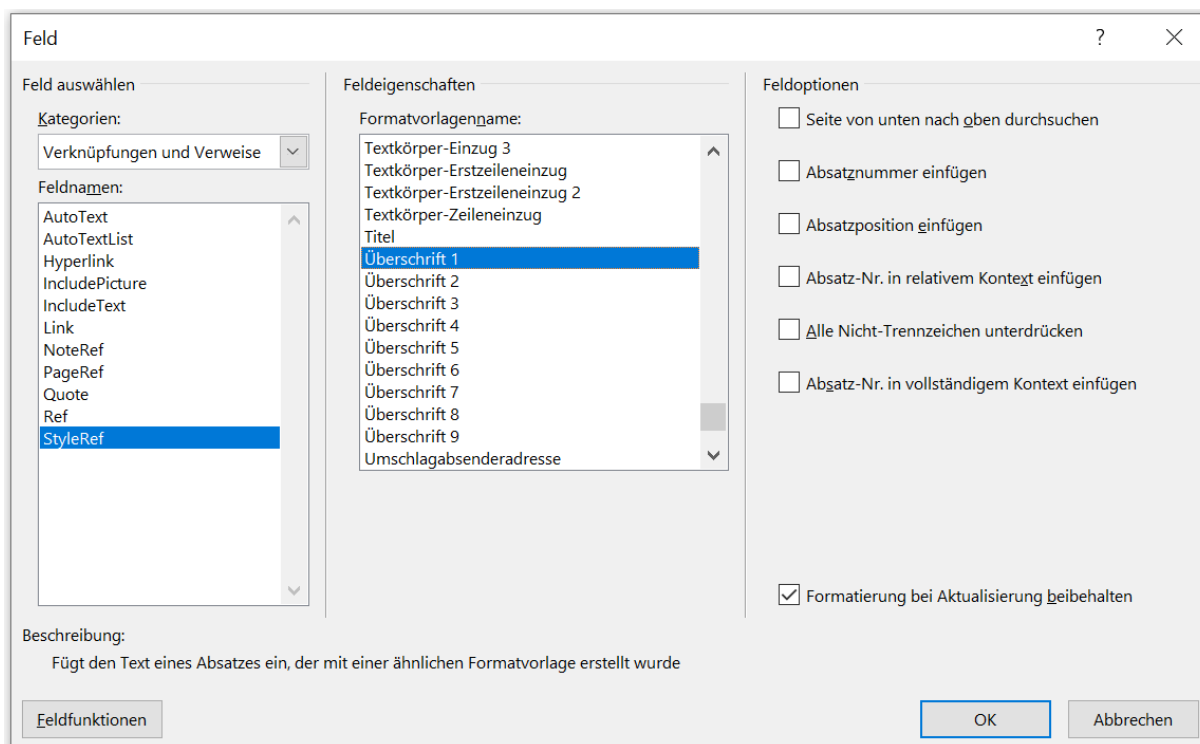 Feld
?
Feld auswählen
Kategorien:
Verknüpfungen und Verweise
Feldnamen:
AutoText
AutoTextList
Hyperlink
IncludePicture
IncludeText
Link
NoteRef
PageRef
Quote
Ref
StyleRef
Feldeigenschaften
Formatvorlagenname:
Textkörper-Einzug 3
Textkörper-Erstzeileneinzug
Textkörper-Erstzeileneinzug 2
Textkörper-Zeileneinzug
Titel
Überschrift 1
Überschrift 2
Überschrift 3
Überschrift 4
Überschrift 5
Überschrift 6
Überschrift 7
Überschrift 8
Überschrift 9
Umschlagabsenderadresse
Feldoptionen
Seite von unten nach oben durchsuchen
Absatznummer einfügen
Absatzposition einfügen
Absatz-Nr. in relativem Kontext einfügen
Alle Nicht-Trennzeichen unterdrücken
Absatz-Nr. in vollständigem Kontext einfügen
Formatierung bei Aktualisierung beibehalten
Beschreibung:
Fügt den Text eines Absatzes ein, der mit einer ähnlichen Formatvorlage erstellt wurde
Feldfunktionen
OK
Abbrechen